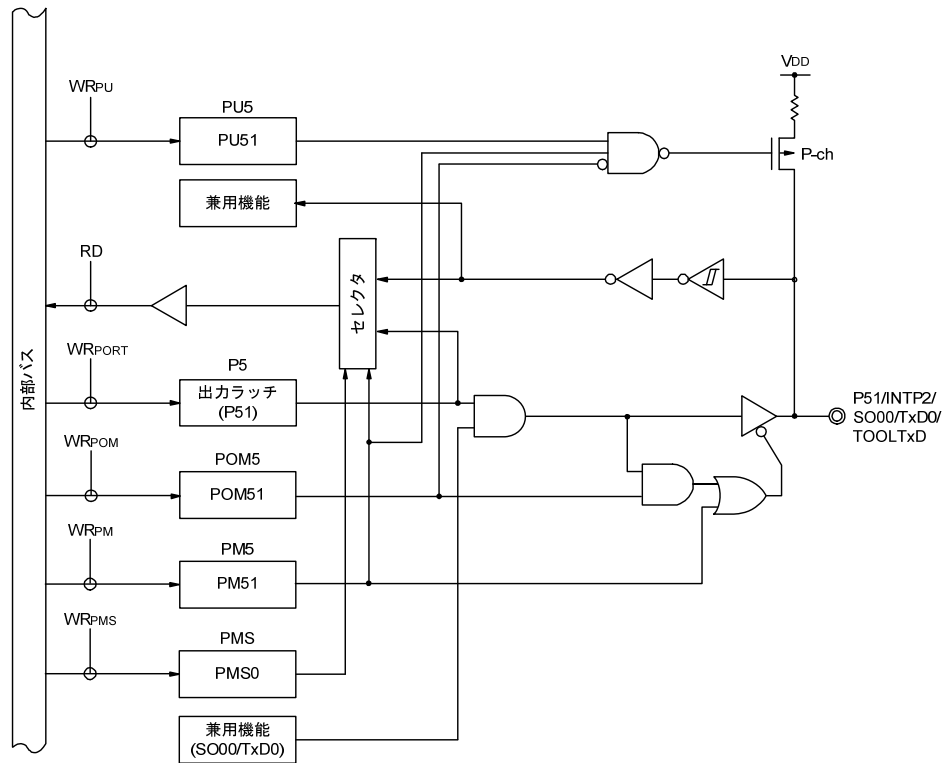 VDD
WRPU
PU5
PU51
P-ch
兼用機能
RD
セレクタ
内部バス
WRPORT
P5
出力ラッチ
(P51)
P51/INTP2/
SO00/TxD0/
TOOLTxD
WRPOM
POM5
POM51
WRPM
PM5
PM51
WRPMS
PMS
PMS0
兼用機能
(SO00/TxD0)